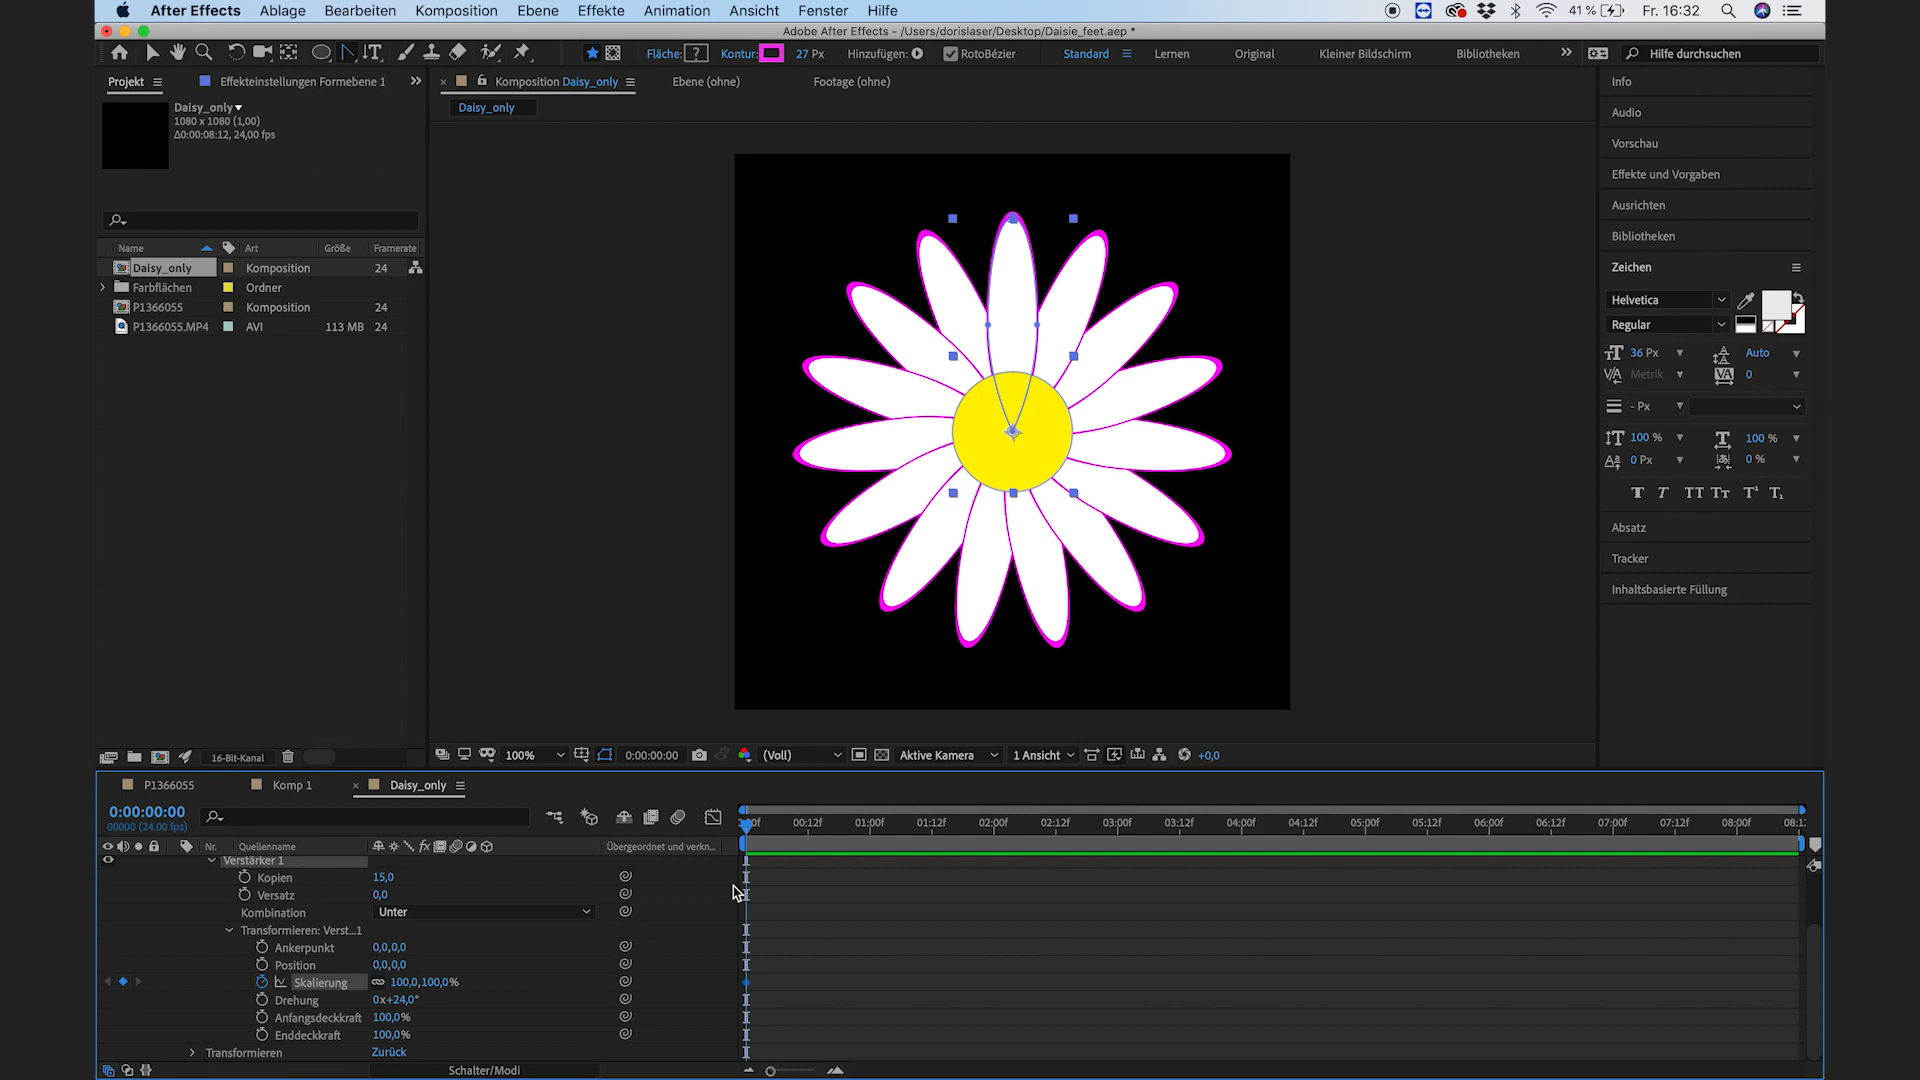 After Effects Ablage Bearbeiten Komposition Ebene Effekte Animation Ansicht Fenster Hilfe 41 % Fr. 16:32
Adobe After Effects - /Users/dorislaser/Desktop/Daisie_feet.aep *
Fläche: ? Kontur: 27 Px Hinzufügen: RotoBézier Standard Lernen Original Kleiner Bildschirm Bibliotheken Hilfe durchsuchen
Projekt Effekteinstellungen Formebene 1
Komposition Daisy_only Ebene (ohne) Footage (ohne)
Daisy_only
Daisy_only
1080 x 1080 (1,00)
Δ0:00:08:12, 24,00 fps
Name Art Größe Framerate
Daisy_only Komposition 24
Farbflächen Ordner
P1366055 Komposition 24
P1366055.MP4 AVI 113 MB 24
16-Bit-Kanal
100% 0:00:00:00 (Voll) Aktive Kamera 1 Ansicht +0,0
Info
Audio
Vorschau
Effekte und Vorgaben
Ausrichten
Bibliotheken
Zeichen
Helvetica
Regular
36 Px Auto
Metrik 0
- Px
100 % 100 %
0 Px 0 %
T T TT Tт T¹ T₁
Absatz
Tracker
Inhaltsbasierte Füllung
P1366055 Komp 1 Daisy_only
0:00:00:00
00000 (24.00 fps)
00:12f 01:00f 01:12f 02:00f 02:12f 03:00f 03:12f 04:00f 04:12f 05:00f 05:12f 06:00f 06:12f 07:00f 07:12f 08:00f
Nr. Quellenname Übergeordnet und verkn...
Verstärker 1
Kopien 15,0
Versatz 0,0
Kombination Unter
Transformieren: Verst...1
Ankerpunkt 0,0,0,0
Position 0,0,0,0
Skalierung 100,0,100,0%
Drehung 0x+24,0°
Anfangsdeckkraft 100,0%
Enddeckkraft 100,0%
Transformieren Zurück
Schalter/Modi